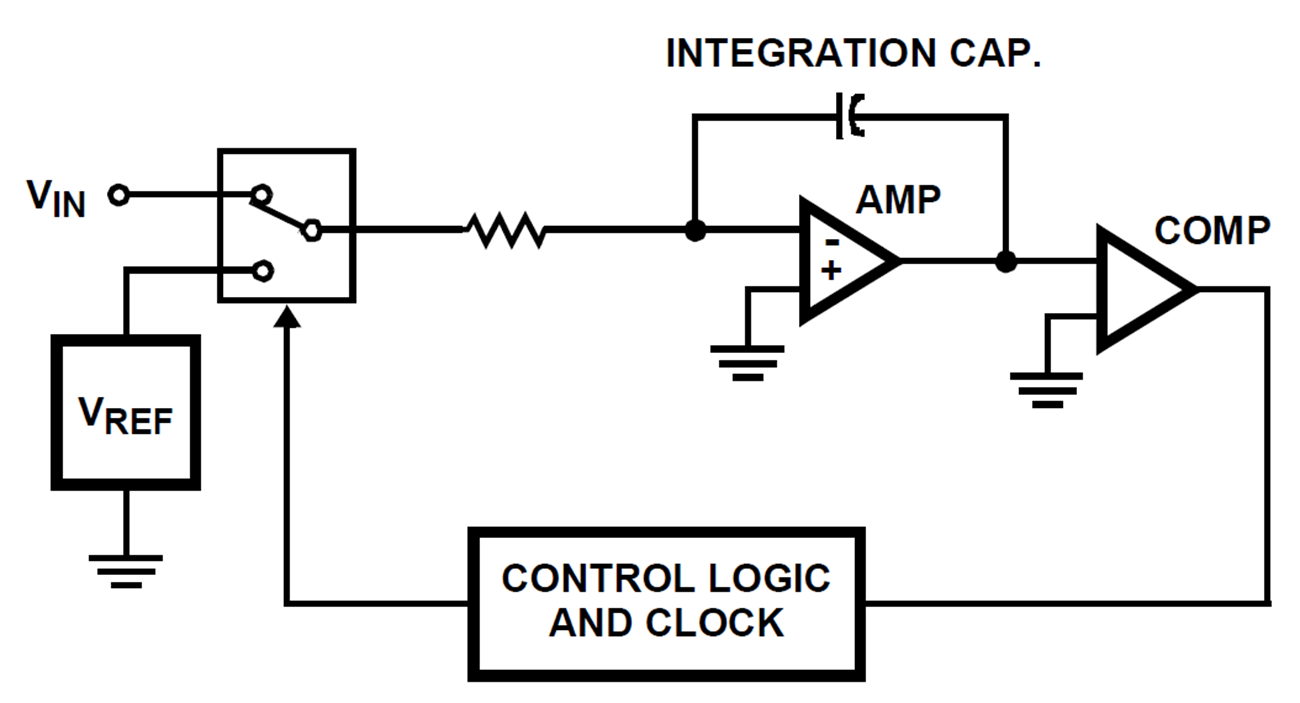 INTEGRATION CAP.
VIN
AMP
-
+
COMP
VREF
CONTROL LOGIC
AND CLOCK